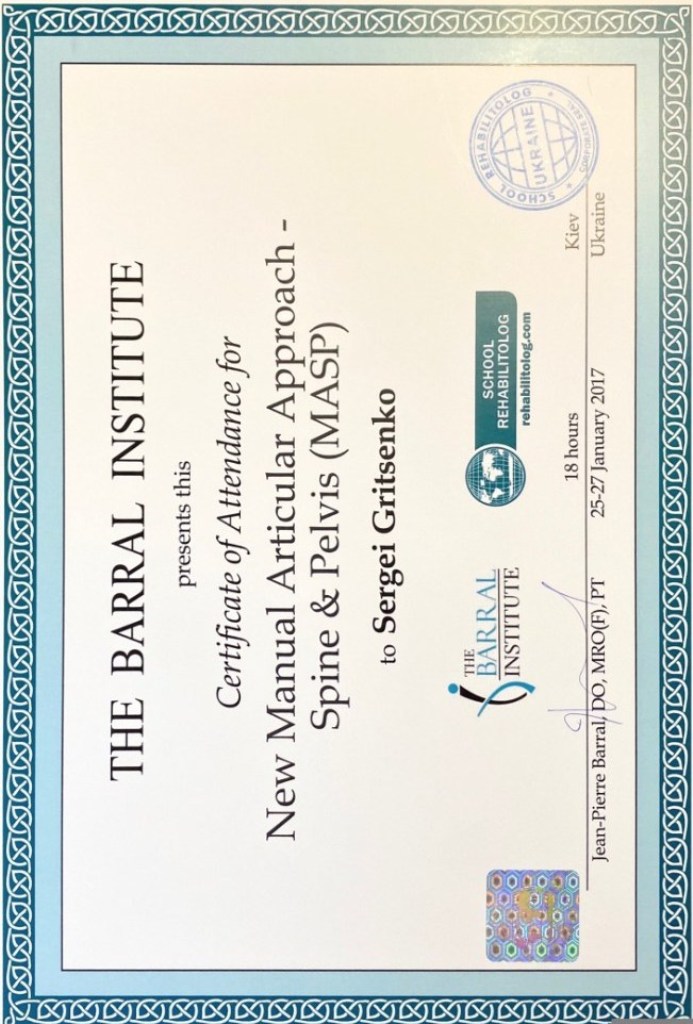 THE BARRAL INSTITUTE
presents this
Certificate of Attendance for
New Manual Articular Approach -
Spine & Pelvis (MASP)
to Sergei Gritsenko
THE
BARRAL
INSTITUTE
SCHOOL
REHABILITOLOG
rehabilitolog.com
SCHOOL REHABILITOLOG
UKRAINE
CORPORATE SEAL
18 hours
Kiev
Jean-Pierre Barral, DO, MRO(F), PT
25-27 January 2017
Ukraine